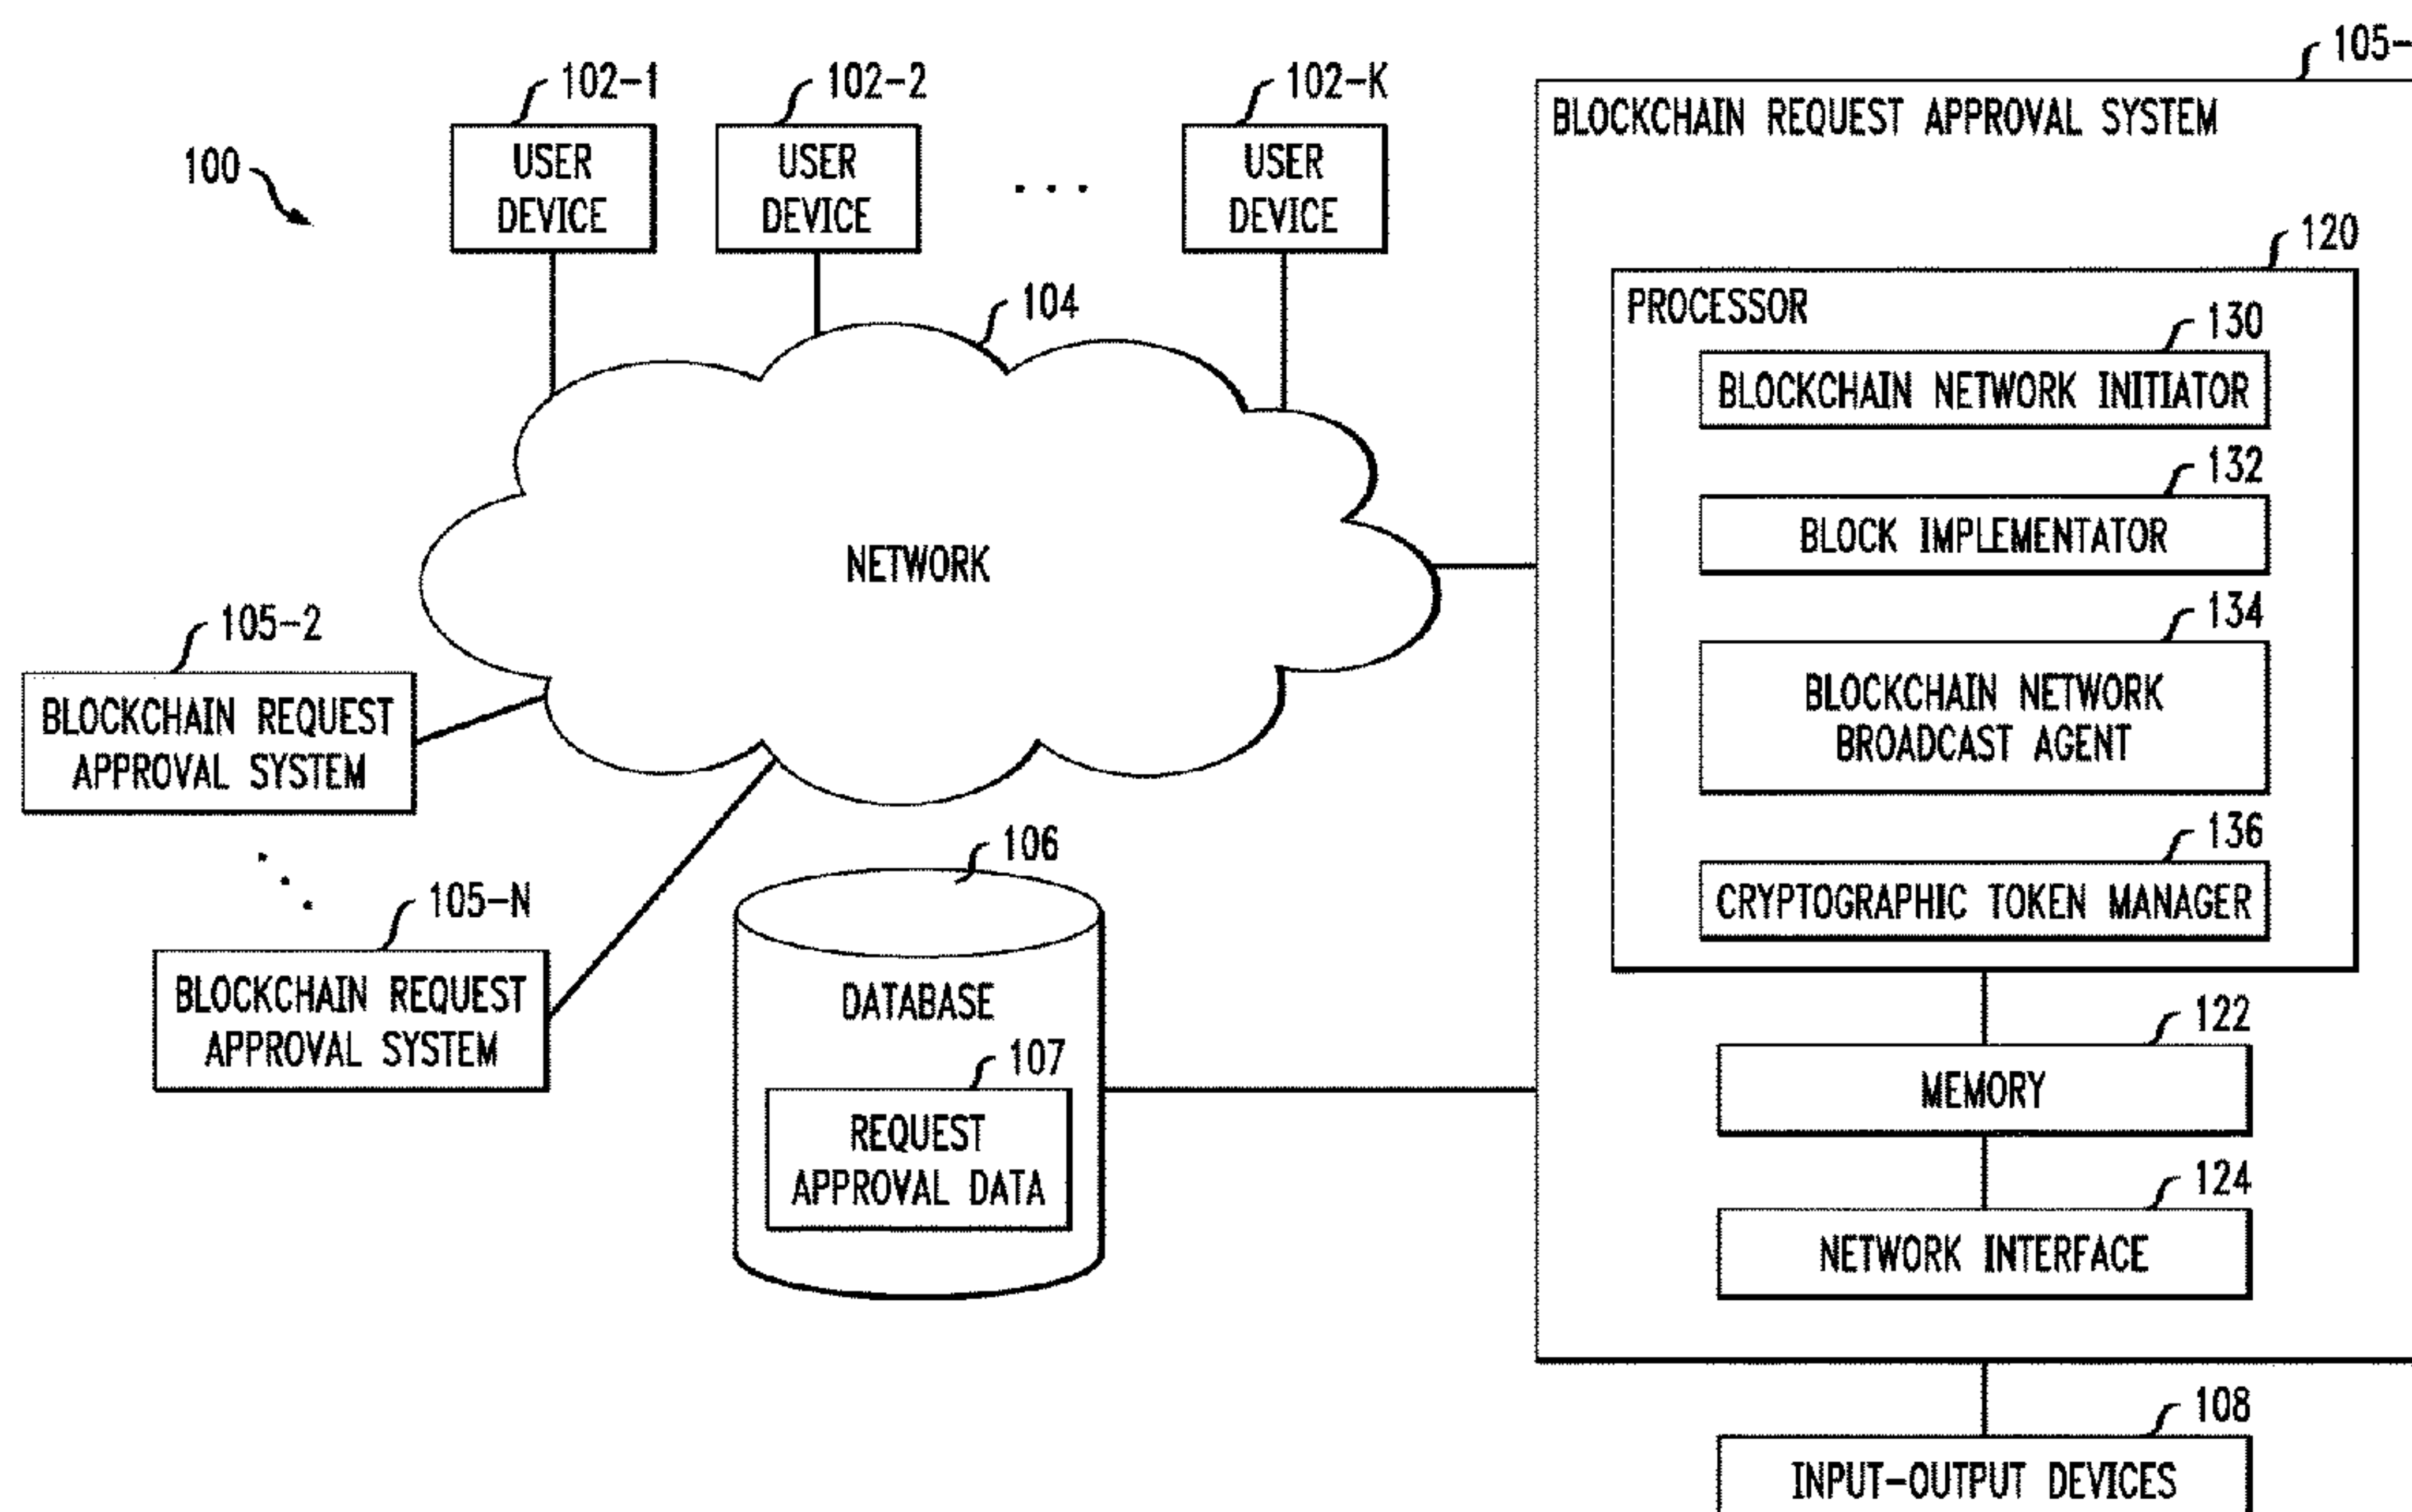 105-
102-1
102-2
102-K
BLOCKCHAIN REQUEST APPROVAL SYSTEM
100
USER
DEVICE
USER
DEVICE
. . .
USER
DEVICE
120
PROCESSOR
104
130
BLOCKCHAIN NETWORK INITIATOR
132
BLOCK IMPLEMENTATOR
NETWORK
134
BLOCKCHAIN NETWORK
BROADCAST AGENT
105-2
BLOCKCHAIN REQUEST
APPROVAL SYSTEM
136
CRYPTOGRAPHIC TOKEN MANAGER
106
105-N
BLOCKCHAIN REQUEST
APPROVAL SYSTEM
DATABASE
107
REQUEST
APPROVAL DATA
122
MEMORY
124
NETWORK INTERFACE
108
INPUT-OUTPUT DEVICES